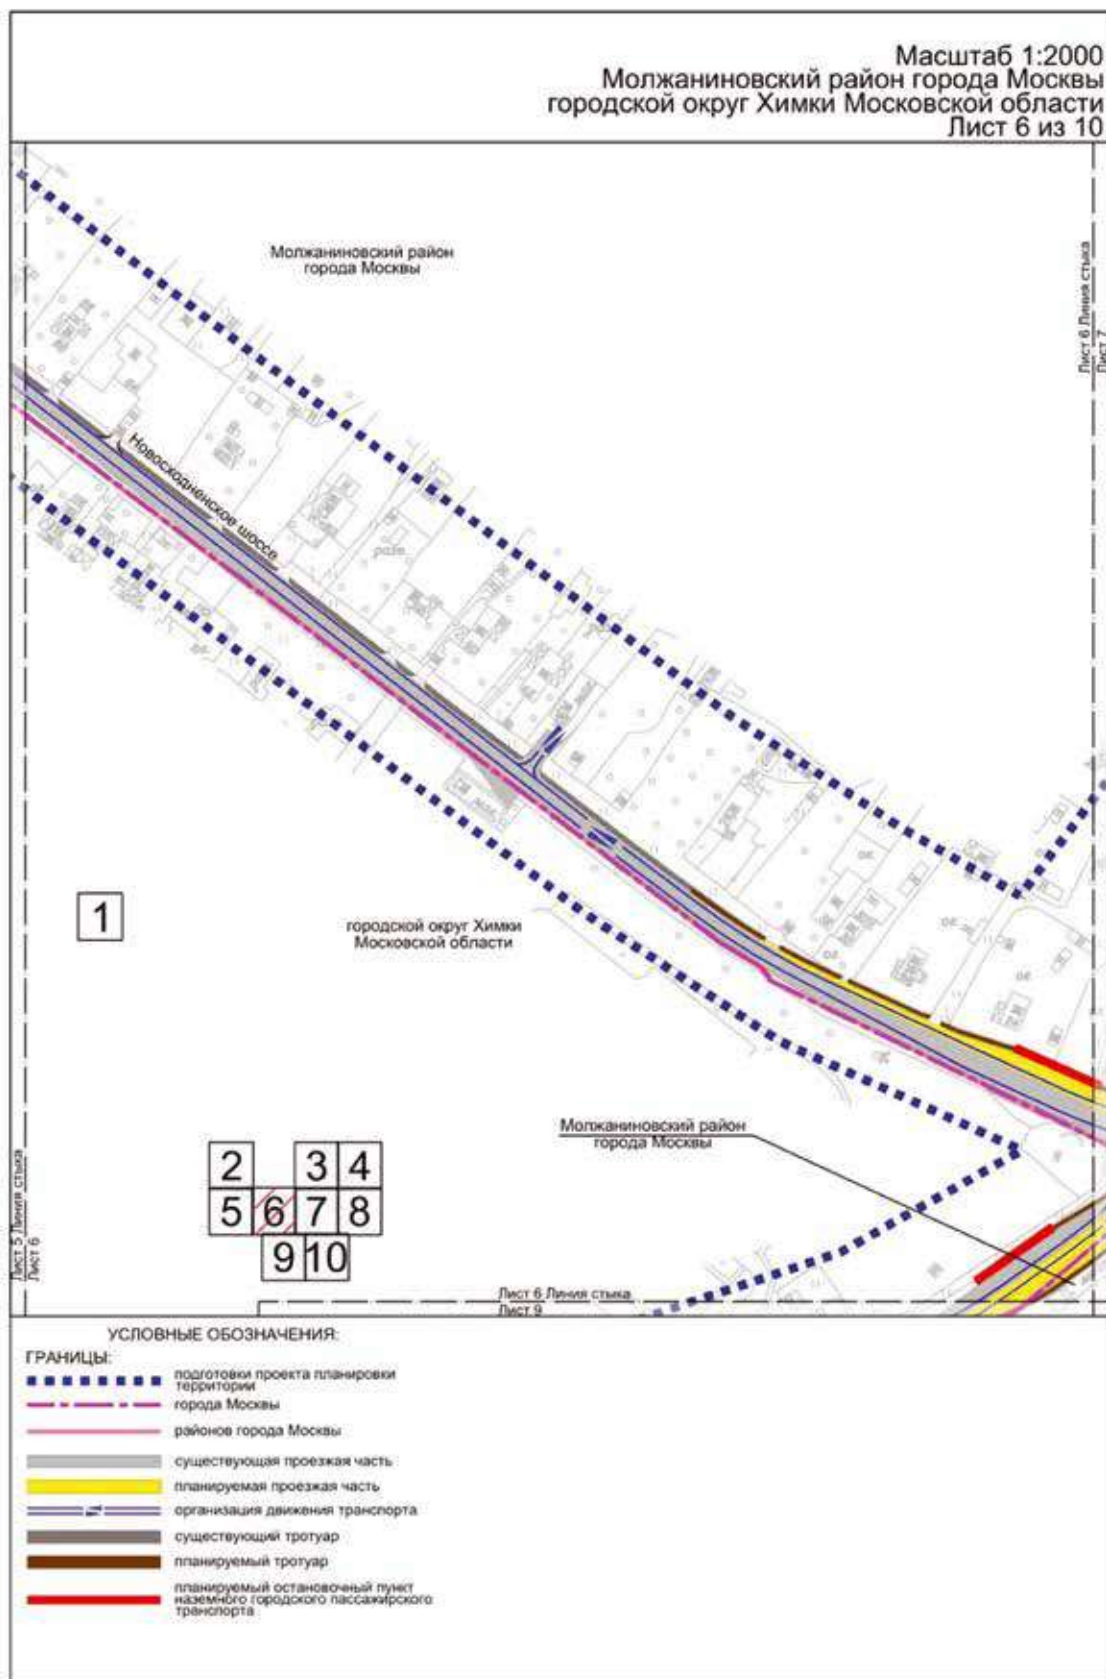 Масштаб 1:2000
Молжаниновский район города Москвы
городской округ Химки Московской области
Лист 6 из 10
Молжаниновский район
города Москвы
Лист 6 Линия стыка
Лист 7
Новосходненское шоссе
1
городской округ Химки
Московской области
Молжаниновский район
города Москвы
2 3 4
5 6 7 8
9 10
Лист 5 Линия стыка
Лист 6
Лист 6 Линия стыка
Лист 9
УСЛОВНЫЕ ОБОЗНАЧЕНИЯ:
ГРАНИЦЫ:
подготовки проекта планировки
территории
города Москвы
районов города Москвы
существующая проезжая часть
планируемая проезжая часть
организация движения транспорта
существующий тротуар
планируемый тротуар
планируемый остановочный пункт
наземного городского пассажирского
транспорта